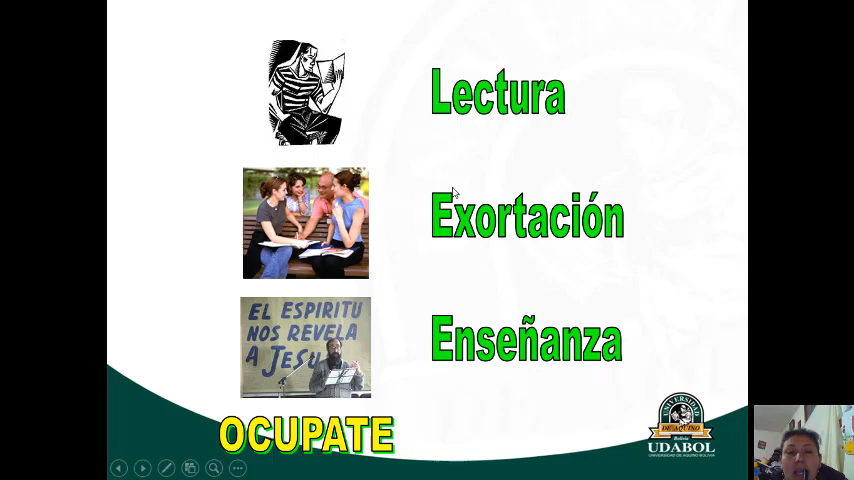 Lectura
Exortación
EL ESPIRITU
NOS REVELA
A JESU
Enseñanza
OCUPATE
UNIVERSIDAD
DE AQUINO
Bolivia
UDABOL
UNIVERSIDAD DE AQUINO BOLIVIA